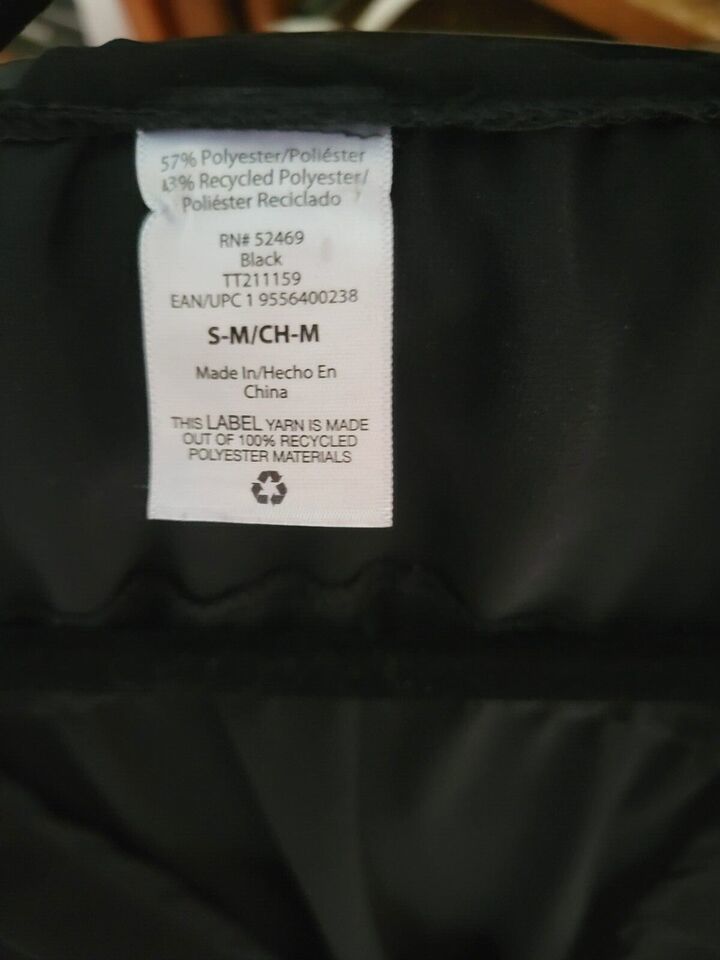 57% Polyester/Poliéster
43% Recycled Polyester/
Poliéster Reciclado
RN# 52469
Black
TT211159
EAN/UPC 1 9556400238
S-M/CH-M
Made In/Hecho En
China
THIS LABEL YARN IS MADE
OUT OF 100% RECYCLED
POLYESTER MATERIALS